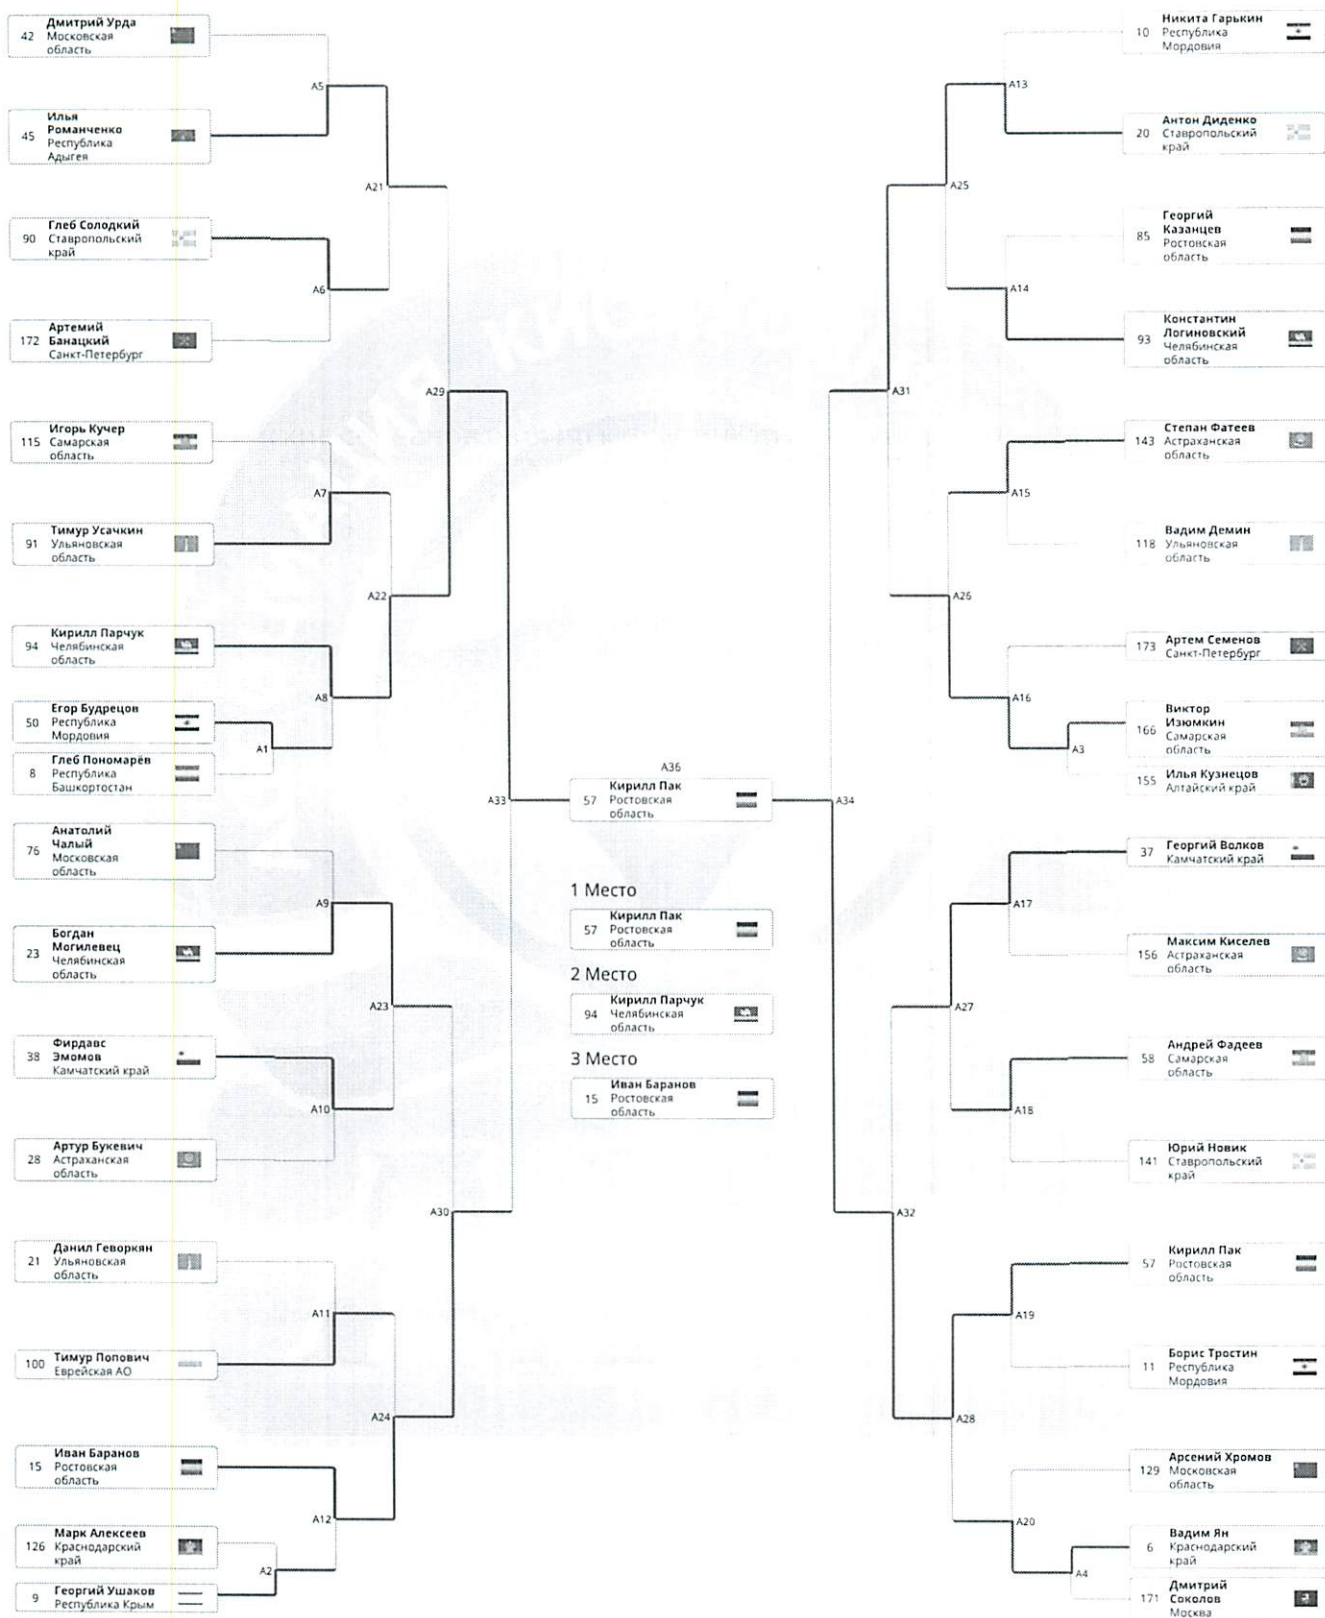 42
Дмитрий Урда
Московская
область
A5
45
Илья
Романченко
Республика
Адыгея
A21
90
Глеб Солодкий
Ставропольский
край
A6
172
Артемий
Банацкий
Санкт-Петербург
A29
115
Игорь Кучер
Самарская
область
A7
91
Тимур Усачкин
Ульяновская
область
A22
94
Кирилл Парчук
Челябинская
область
A8
50
Егор Будрецов
Республика
Мордовия
A1
8
Глеб Пономарёв
Республика
Башкортостан
A33
76
Анатолий
Чалый
Московская
область
A9
23
Богдан
Могилевец
Челябинская
область
A23
38
Фирдавс
Эмомов
Камчатский край
A10
28
Артур Букевич
Астраханская
область
A30
21
Данил Геворкян
Ульяновская
область
A11
100
Тимур Попович
Еврейская АО
A24
15
Иван Баранов
Ростовская
область
A12
126
Марк Алексеев
Краснодарский
край
A2
9
Георгий Ушаков
Республика Крым
A36
57
Кирилл Пак
Ростовская
область
1 Место
57
Кирилл Пак
Ростовская
область
2 Место
94
Кирилл Парчук
Челябинская
область
3 Место
15
Иван Баранов
Ростовская
область
10
Никита Гарькин
Республика
Мордовия
A13
20
Антон Диденко
Ставропольский
край
A25
85
Георгий
Казанцев
Ростовская
область
A14
93
Константин
Логиновский
Челябинская
область
A31
143
Степан Фатеев
Астраханская
область
A15
118
Вадим Демин
Ульяновская
область
A26
173
Артем Семенов
Санкт-Петербург
A16
166
Виктор
Изюмкин
Самарская
область
A3
155
Илья Кузнецов
Алтайский край
A34
37
Георгий Волков
Камчатский край
A17
156
Максим Киселев
Астраханская
область
A27
58
Андрей Фадеев
Самарская
область
A18
141
Юрий Новик
Ставропольский
край
A32
57
Кирилл Пак
Ростовская
область
A19
11
Борис Тростин
Республика
Мордовия
A28
129
Арсений Хромов
Московская
область
A20
6
Вадим Ян
Краснодарский
край
A4
171
Дмитрий
Соколов
Москва